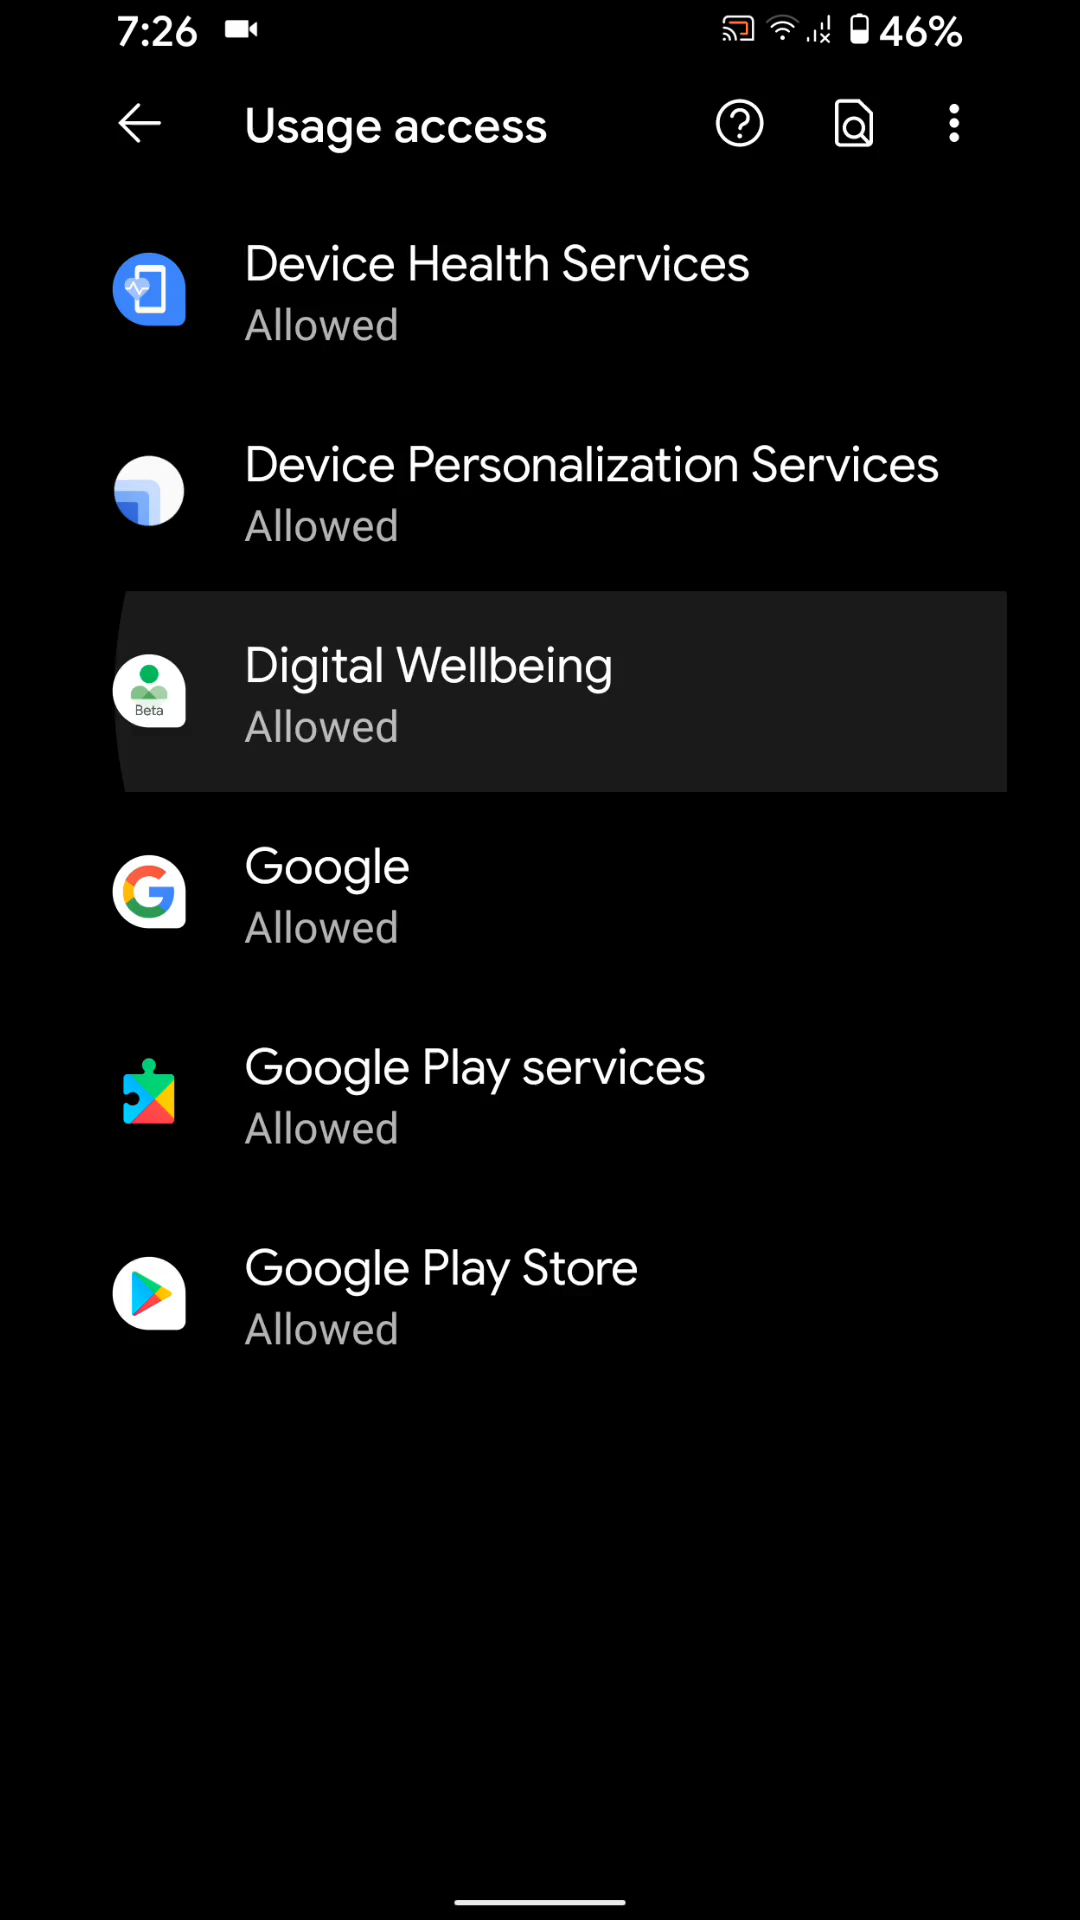 7:26 46%
Usage access
Device Health Services
Allowed
Device Personalization Services
Allowed
Digital Wellbeing
Beta
Allowed
Google
Allowed
Google Play services
Allowed
Google Play Store
Allowed